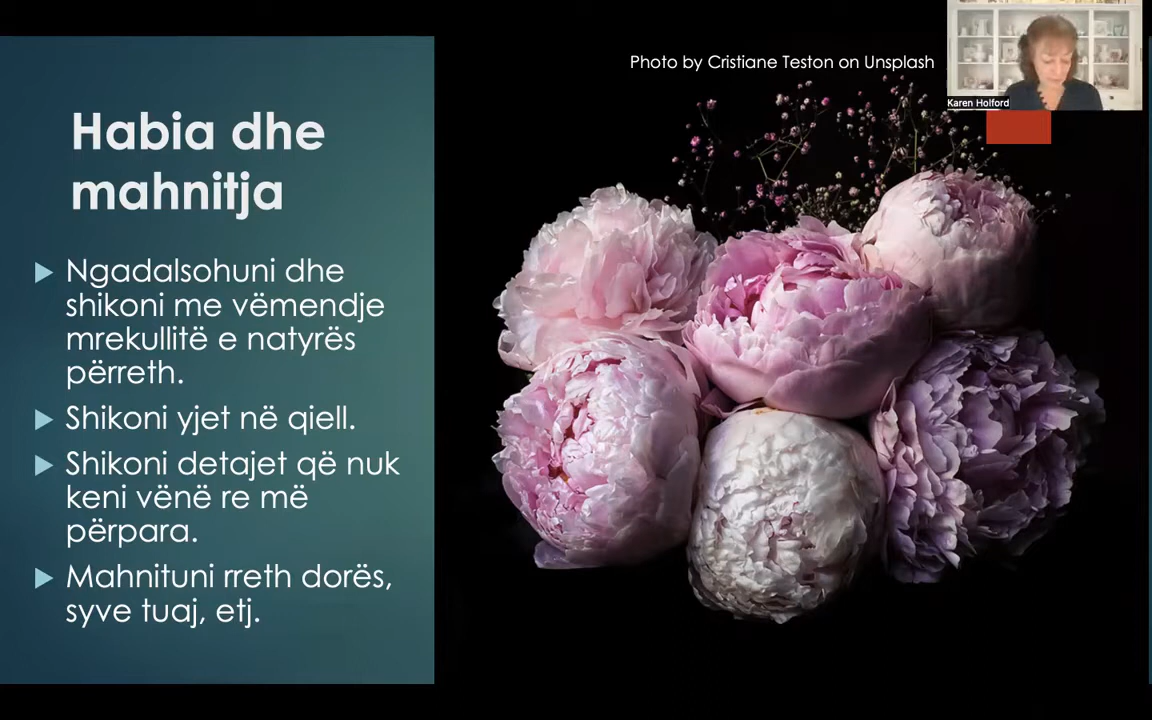 Photo by Cristiane Teston on Unsplash
Karen Holford
Habia dhe
mahnitja
Ngadalsohuni dhe
shikoni me vëmendje
mrekullitë e natyrës
përreth.
Shikoni yjet në qiell.
Shikoni detajet që nuk
keni vënë re më
përpara.
Mahnituni rreth dorës,
syve tuaj, etj.